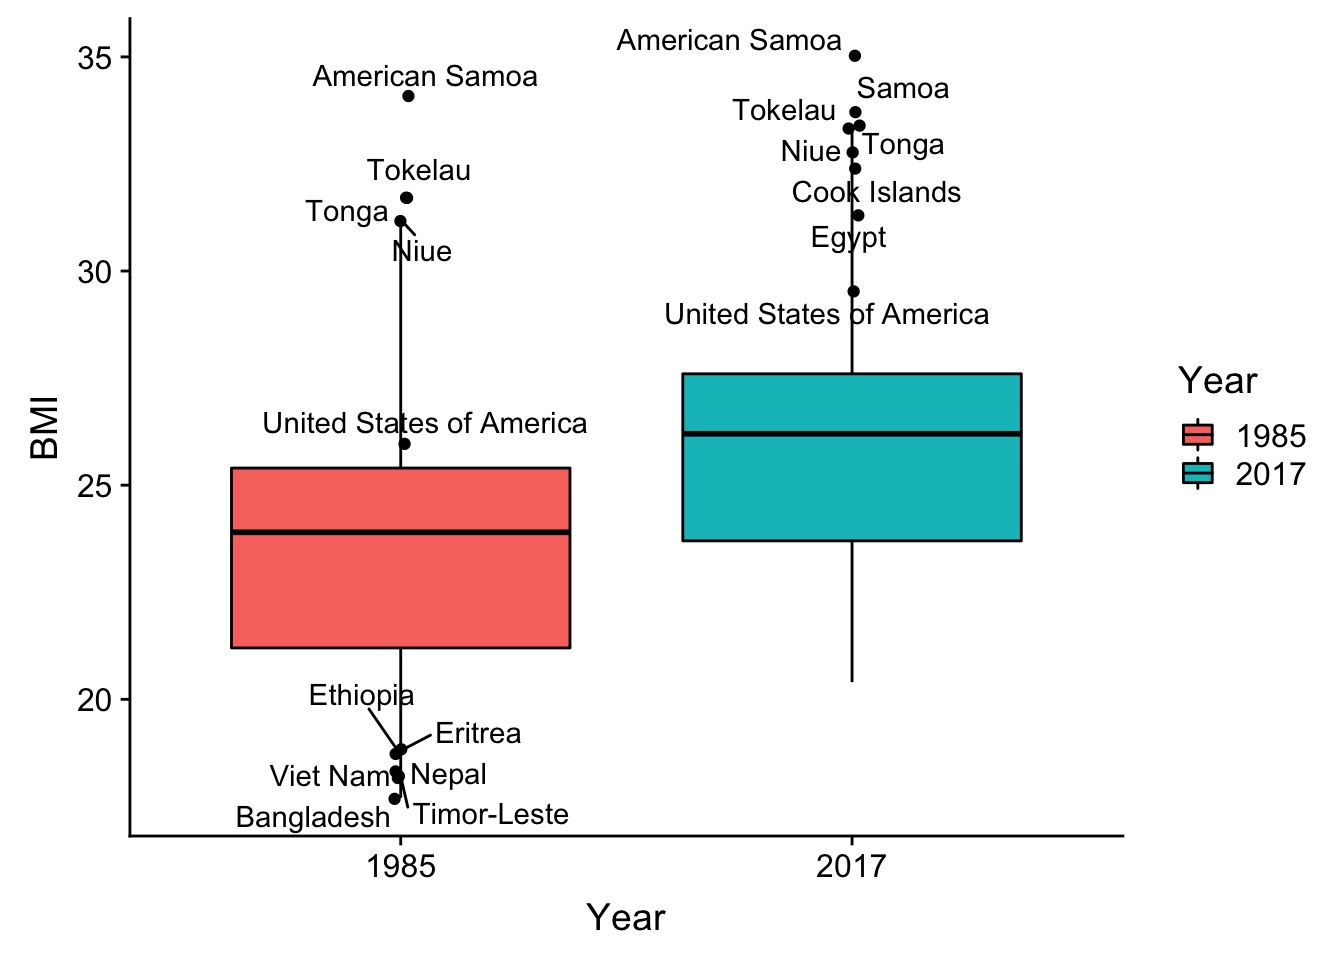 35
30
25
20
BMI
American Samoa
Tokelau
Tonga
Niue
United States of America
Ethiopia
Eritrea
Viet Nam
Nepal
Bangladesh
Timor-Leste
American Samoa
Samoa
Tokelau
Tonga
Niue
Cook Islands
Egypt
United States of America
1985
2017
Year
Year
1985
2017